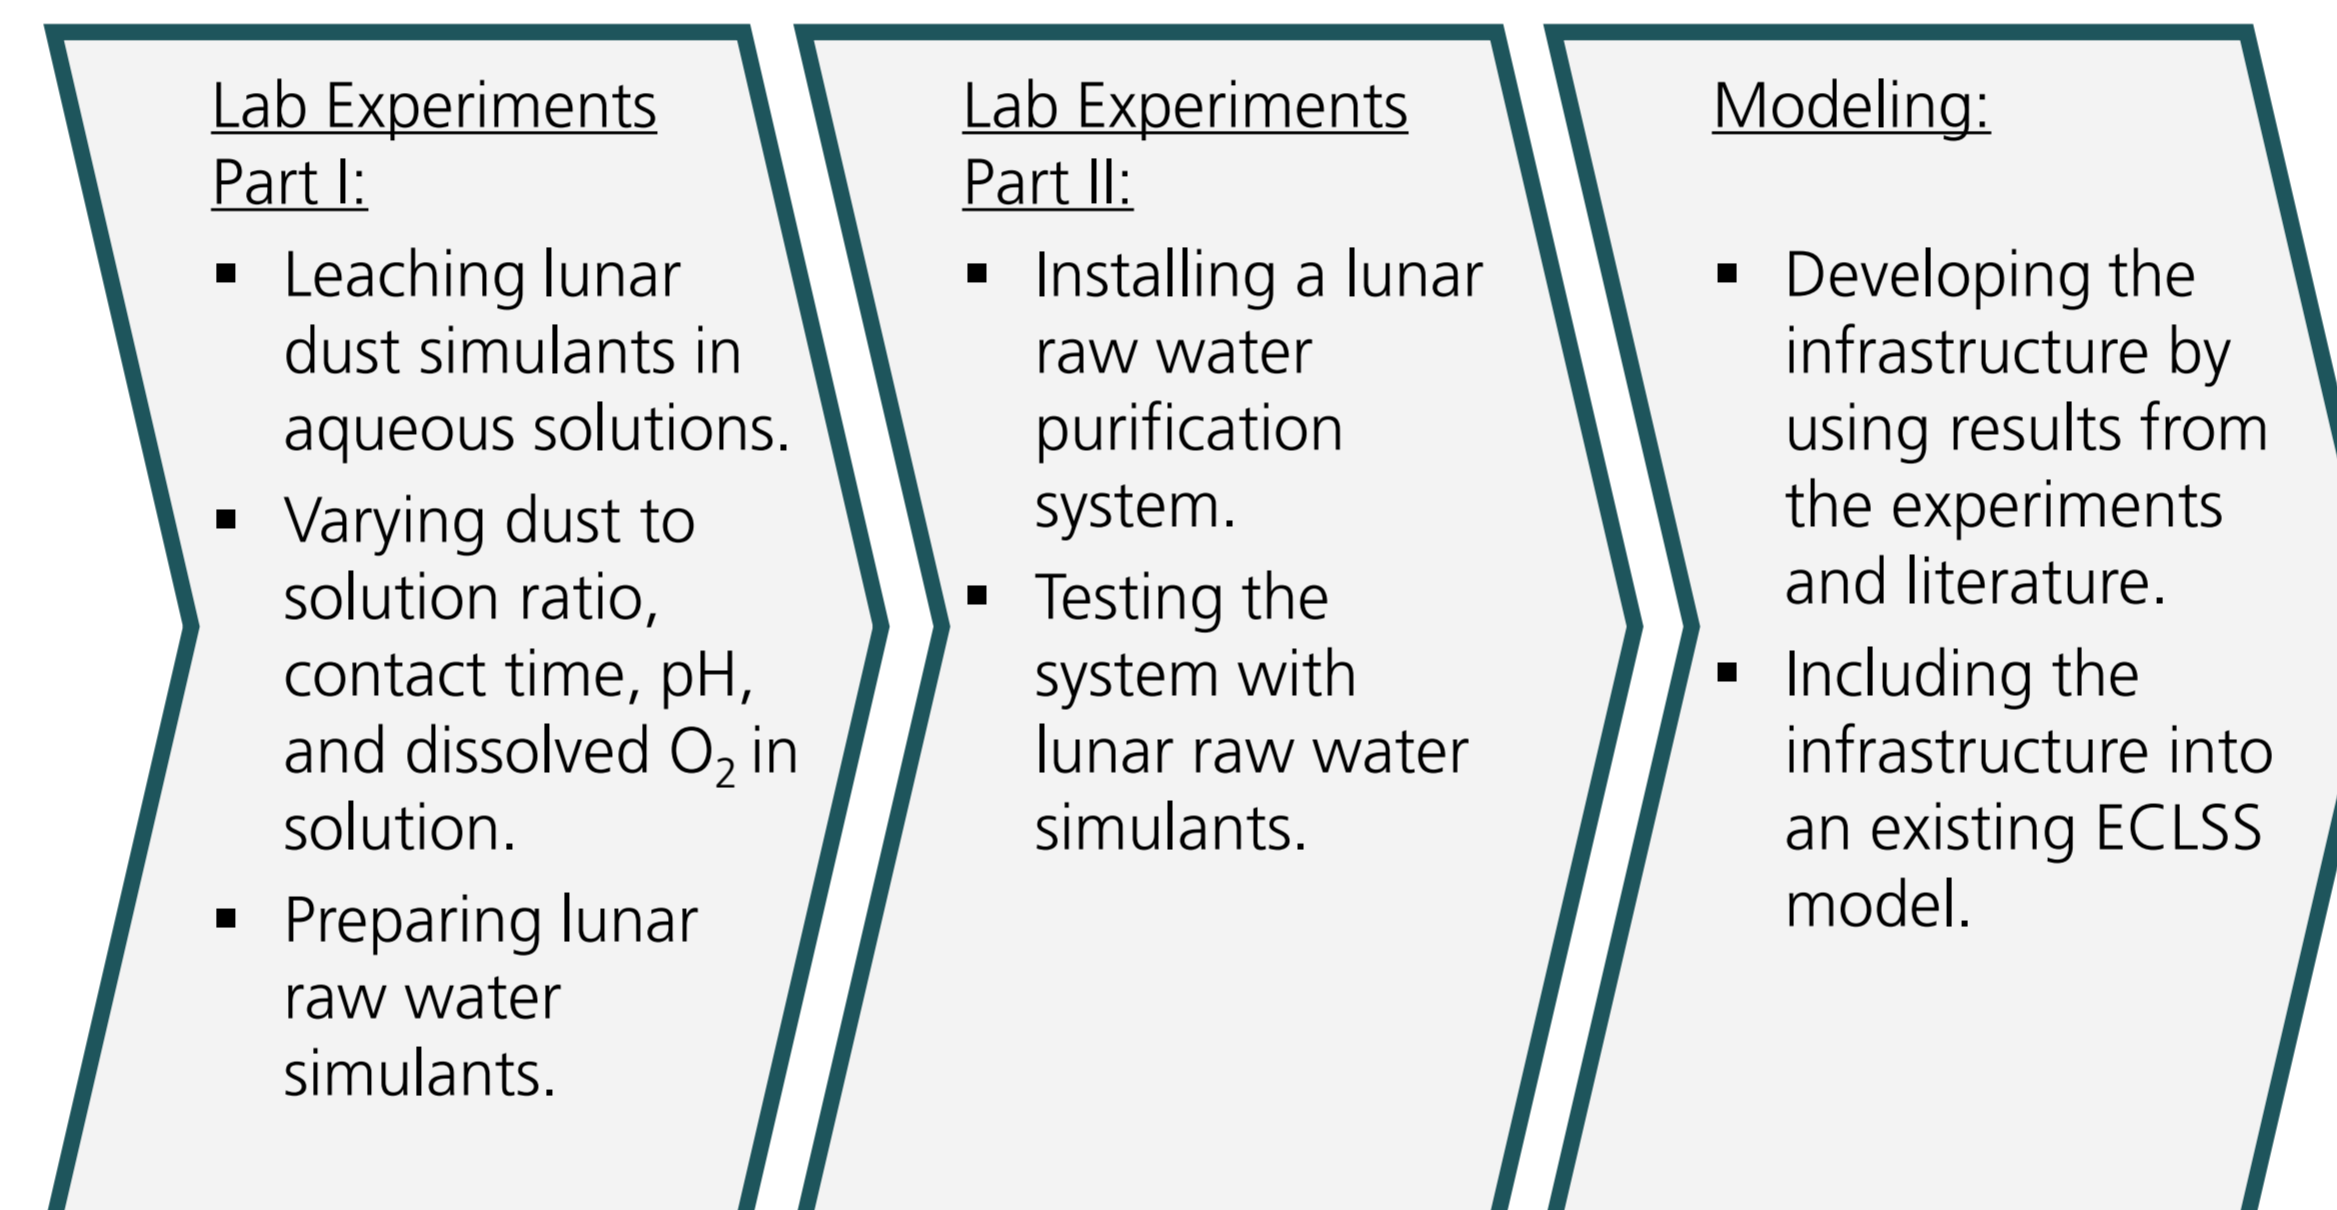 Lab Experiments
Part I:
▪ Leaching lunar
dust simulants in
aqueous solutions.
▪ Varying dust to
solution ratio,
contact time, pH,
and dissolved O₂ in
solution.
▪ Preparing lunar
raw water
simulants.
Lab Experiments
Part II:
▪ Installing a lunar
raw water
purification
system.
▪ Testing the
system with
lunar raw water
simulants.
Modeling:
▪ Developing the
infrastructure by
using results from
the experiments
and literature.
▪ Including the
infrastructure into
an existing ECLSS
model.